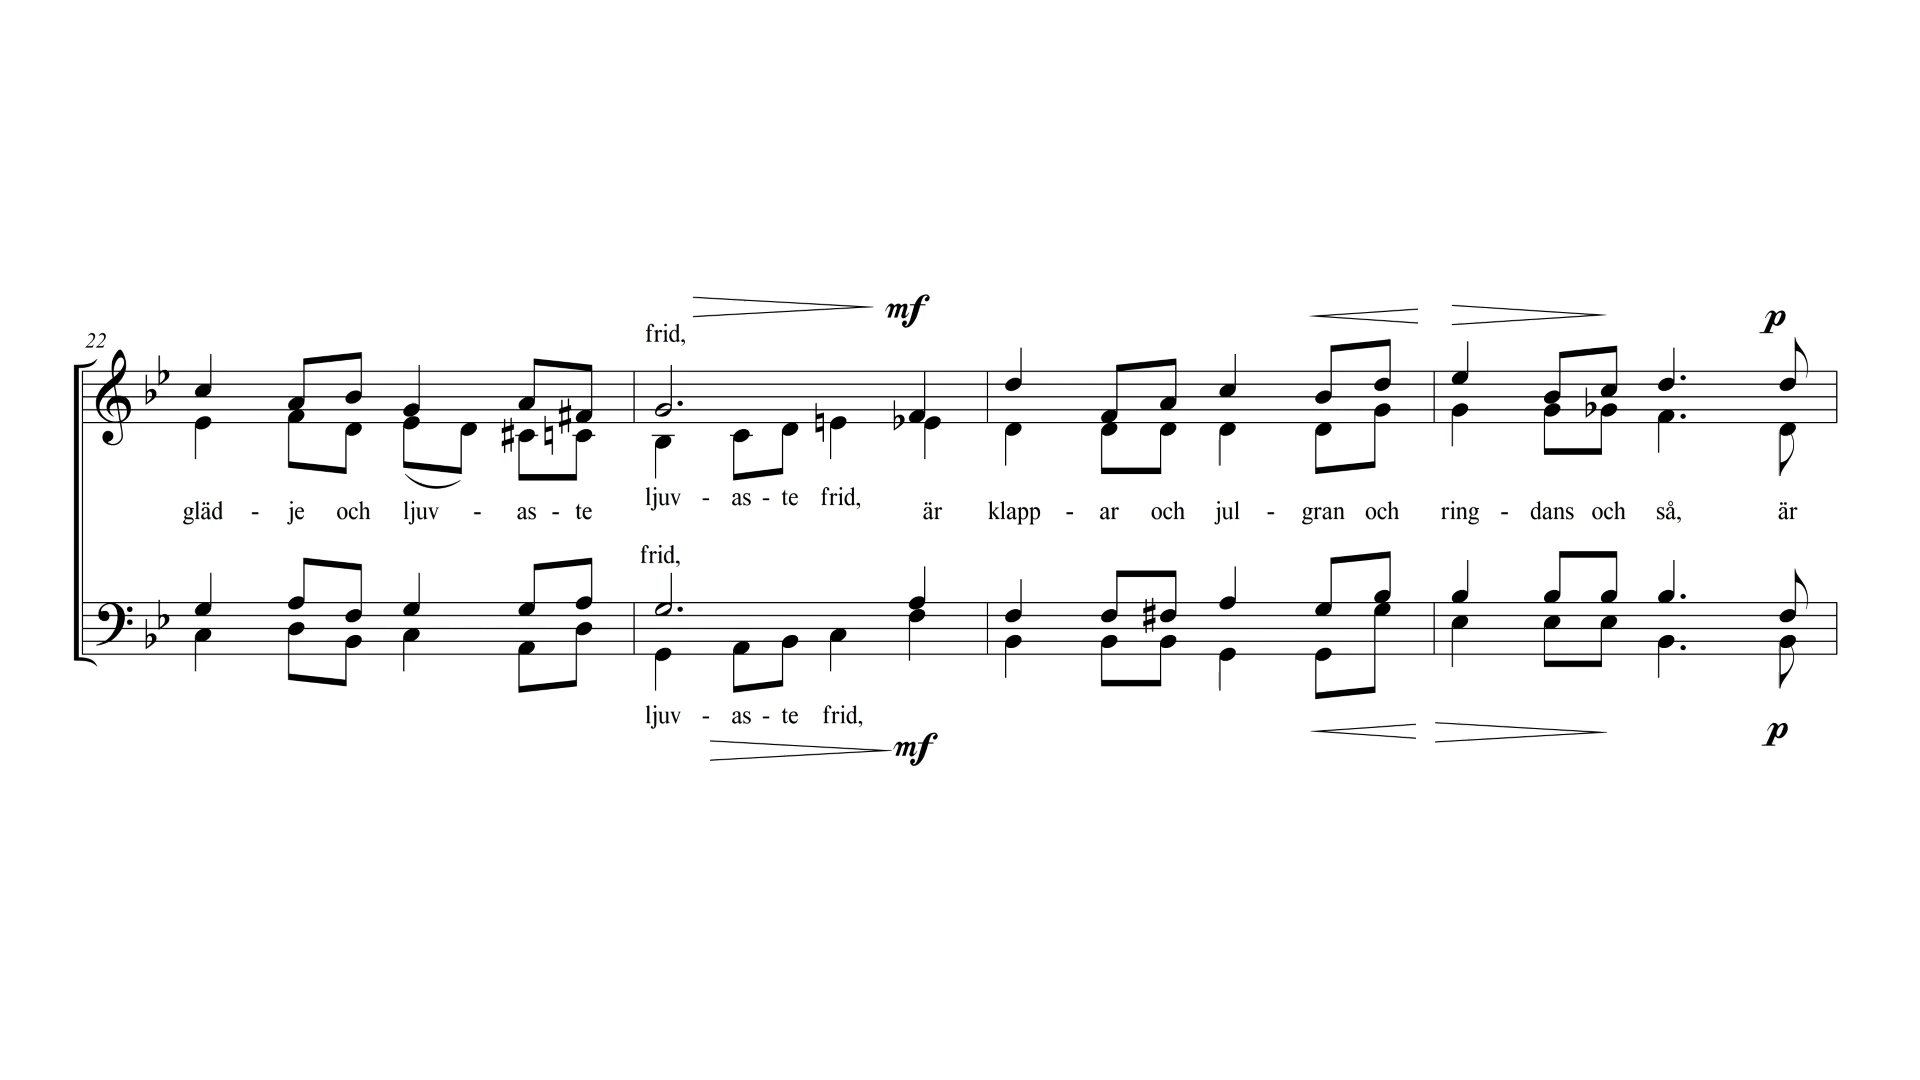 mf
frid,
22
ljuv - as - te frid,
gläd - je och ljuv - as - te är klapp - ar och jul - gran och ring - dans och så, är
p
frid,
ljuv - as - te frid,
mf
p